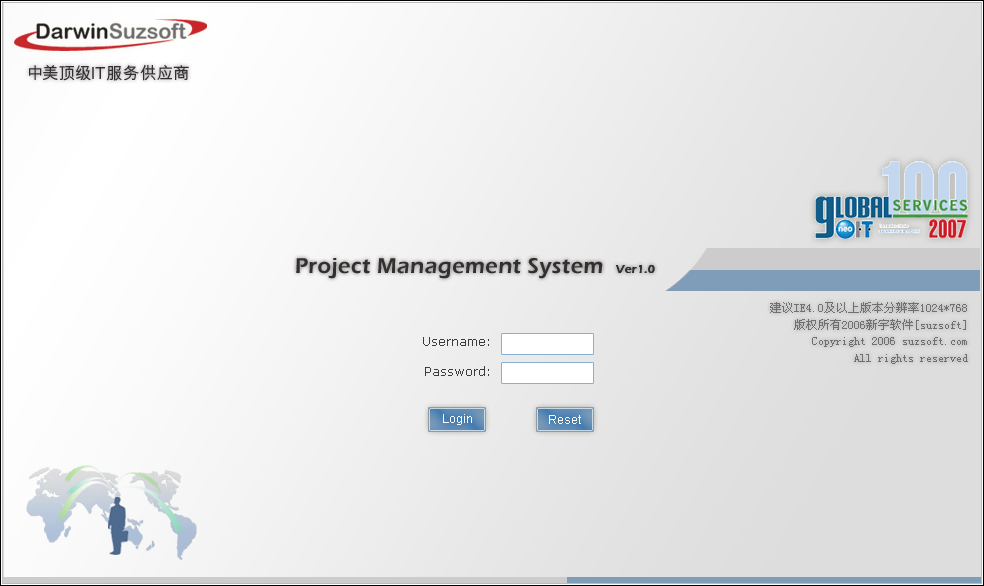 DarwinSuzsoft
中美顶级IT服务供应商
100
GLOBAL SERVICES
neo IT 2007
Project Management System Ver1.0
建议IE4.0及以上版本分辨率1024*768
版权所有2006新宇软件[suzsoft]
Copyright 2006 suzsoft.com
All rights reserved
Username:
Password:
Login Reset